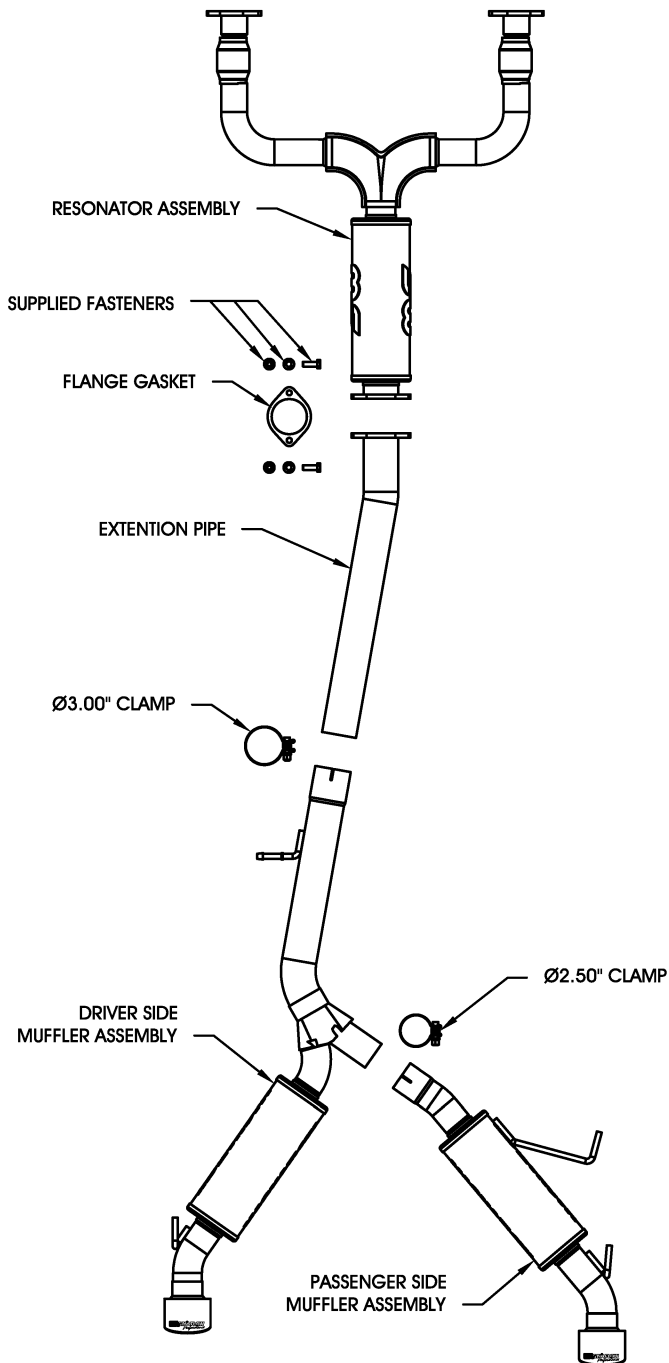 RESONATOR ASSEMBLY
SUPPLIED FASTENERS
FLANGE GASKET
EXTENTION PIPE
Ø3.00" CLAMP
Ø2.50" CLAMP
DRIVER SIDE
MUFFLER ASSEMBLY
PASSENGER SIDE
MUFFLER ASSEMBLY